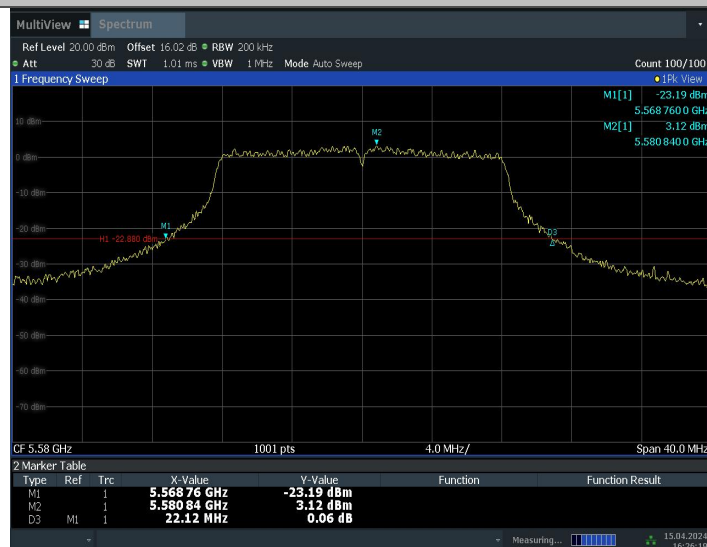 MultiView Spectrum
Ref Level 20.00 dBm Offset 16.02 dB RBW 200 kHz
Att 30 dB SWT 1.01 ms VBW 1 MHz Mode Auto Sweep Count 100/100
1 Frequency Sweep 1Pk View
M1[1] -23.19 dBm
5.568 760 0 GHz
10 dBm M2[1] 3.12 dBm
M2 5.580 840 0 GHz
0 dBm
-10 dBm
-20 dBm
M1
D3
H1 -22.880 dBm
-30 dBm
-40 dBm
-50 dBm
-60 dBm
-70 dBm
CF 5.58 GHz 1001 pts 4.0 MHz/ Span 40.0 MHz
2 Marker Table
Type Ref Trc X-Value Y-Value Function Function Result
M1 1 5.568 76 GHz -23.19 dBm
M2 1 5.580 84 GHz 3.12 dBm
D3 M1 1 22.12 MHz 0.06 dB
Measuring... 15.04.2024
16:26:19